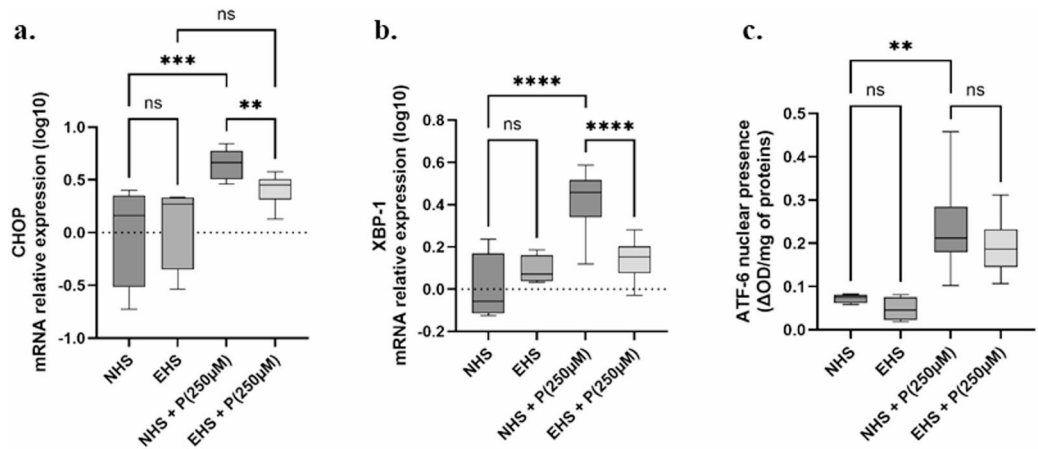 a.
ns
***
ns
**
CHOP
mRNA relative expression (log10)
1.0
0.5
0.0
-0.5
-1.0
NHS
EHS
NHS + P(250µM)
EHS + P(250µM)
b.
****
ns
****
XBP-1
mRNA relative expression (log10)
0.6
0.4
0.2
0.0
-0.2
NHS
EHS
NHS + P(250µM)
EHS + P(250µM)
c.
**
ns
ns
ATF-6 nuclear presence
(ΔOD/mg of proteins)
0.5
0.4
0.3
0.2
0.1
0.0
NHS
EHS
NHS + P(250µM)
EHS + P(250µM)